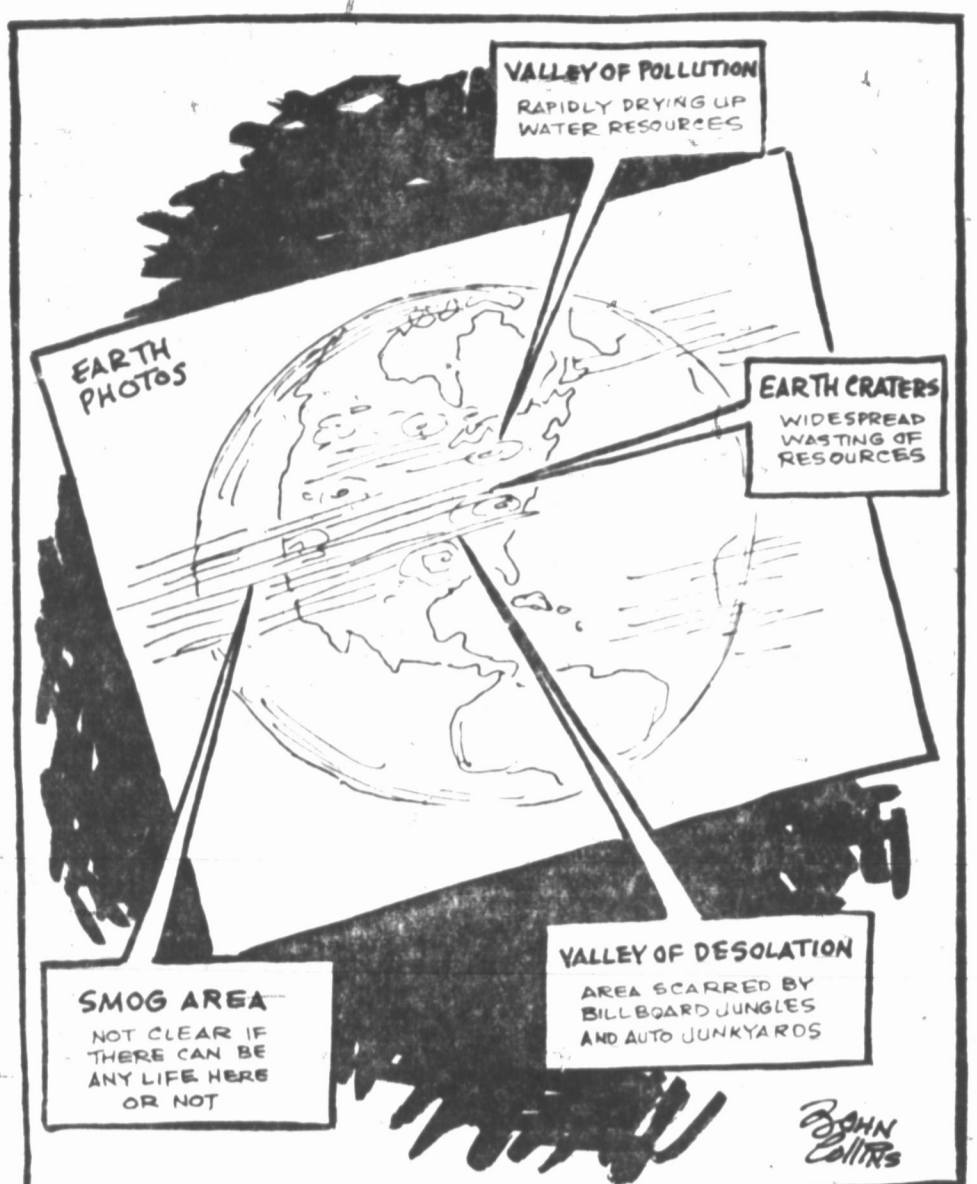 VALLEY OF POLLUTION
RAPIDLY DRYING UP
WATER RESOURCES
EARTH
PHOTOS
EARTH CRATERS
WIDESPREAD
WASTING OF
RESOURCES
VALLEY OF DESOLATION
AREA SCARRED BY
BILLBOARD JUNGLES
AND AUTO JUNKYARDS
SMOG AREA
NOT CLEAR IF
THERE CAN BE
ANY LIFE HERE
OR NOT
JOHN
COLLINS